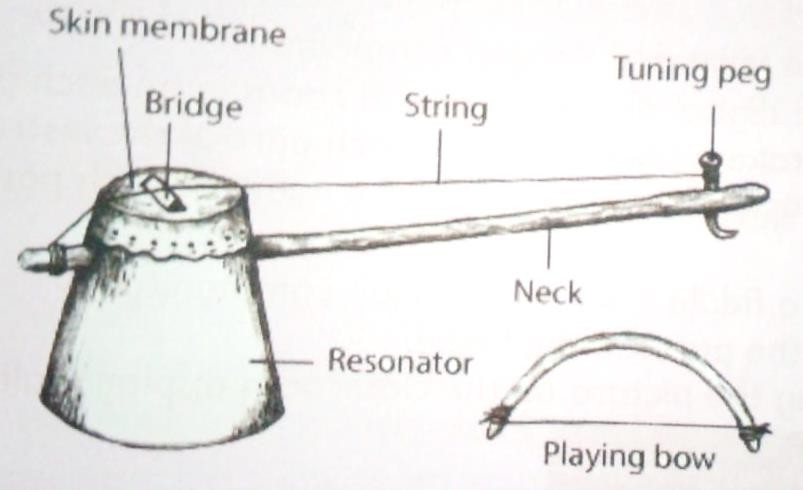 Skin membrane
Bridge
String
Tuning peg
Neck
Resonator
Playing bow